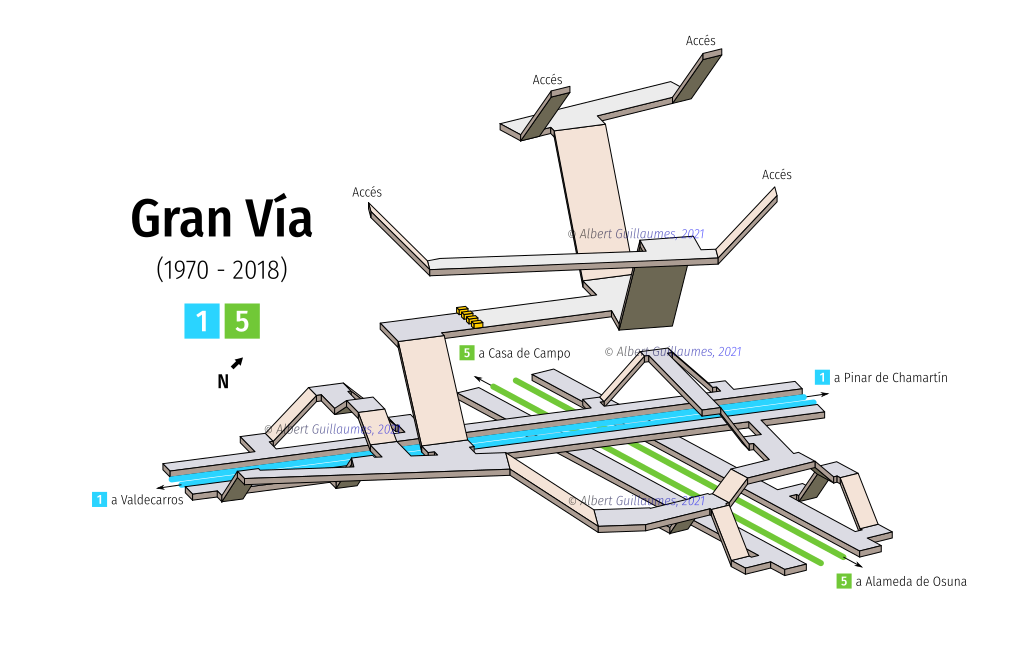 Accés
Accés
Accés
Accés
Gran Vía
(1970 - 2018)
1 5
N
© Albert Guillaumes, 2021
© Albert Guillaumes, 2021
5 a Casa de Campo
1 a Pinar de Chamartín
© Albert Guillaumes, 2021
1 a Valdecarros
© Albert Guillaumes, 2021
5 a Alameda de Osuna